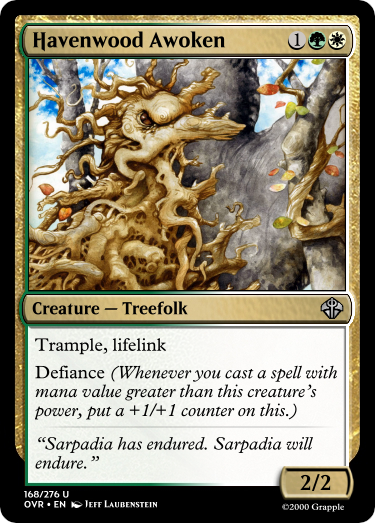 Havenwood Awoken 1
Creature — Treefolk
Trample, lifelink
Defiance (Whenever you cast a spell with
mana value greater than this creature's
power, put a +1/+1 counter on this.)
“Sarpadia has endured. Sarpadia will
endure.”
2/2
168/276 U
OVR • EN Jeff Laubenstein
©2000 Grapple